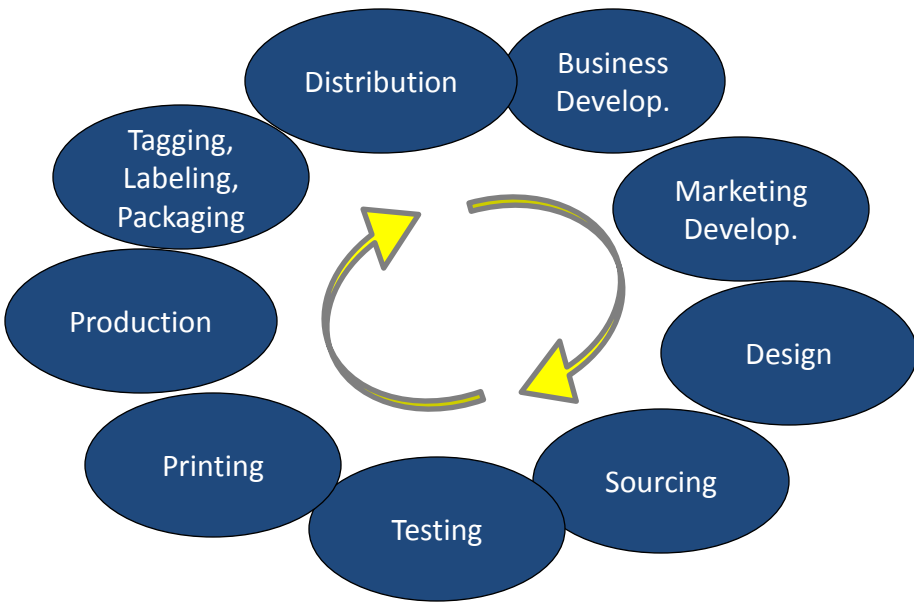 Distribution
Business
Develop.
Tagging,
Labeling,
Packaging
Marketing
Develop.
Production
Design
Printing
Sourcing
Testing